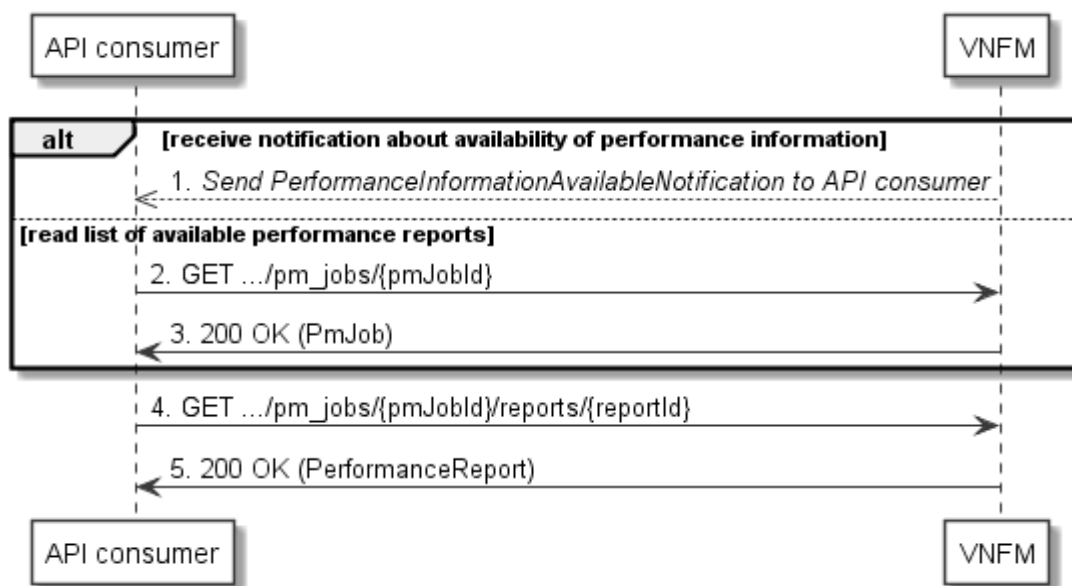 API consumer
VNFM
alt
[receive notification about availability of performance information]
1. Send PerformanceInformationAvailableNotification to API consumer
[read list of available performance reports]
2. GET .../pm_jobs/{pmJobId}
3. 200 OK (PmJob)
4. GET .../pm_jobs/{pmJobId}/reports/{reportId}
5. 200 OK (PerformanceReport)
API consumer
VNFM